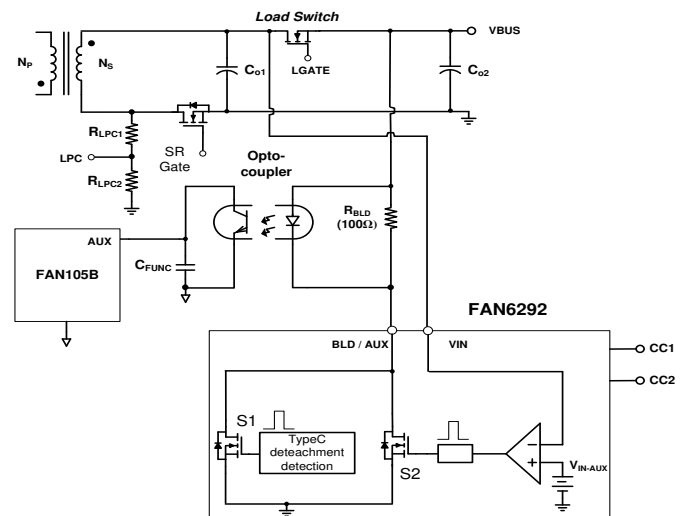 Load Switch
VBUS
NP
NS
Co1
LGATE
Co2
RLPC1
LPC
SR
Gate
RLPC2
Opto-
coupler
RBLD
(100Ω)
AUX
FAN105B
CFUNC
FAN6292
BLD / AUX
VIN
CC1
CC2
S1
TypeC
deteachment
detection
S2
VIN-AUX